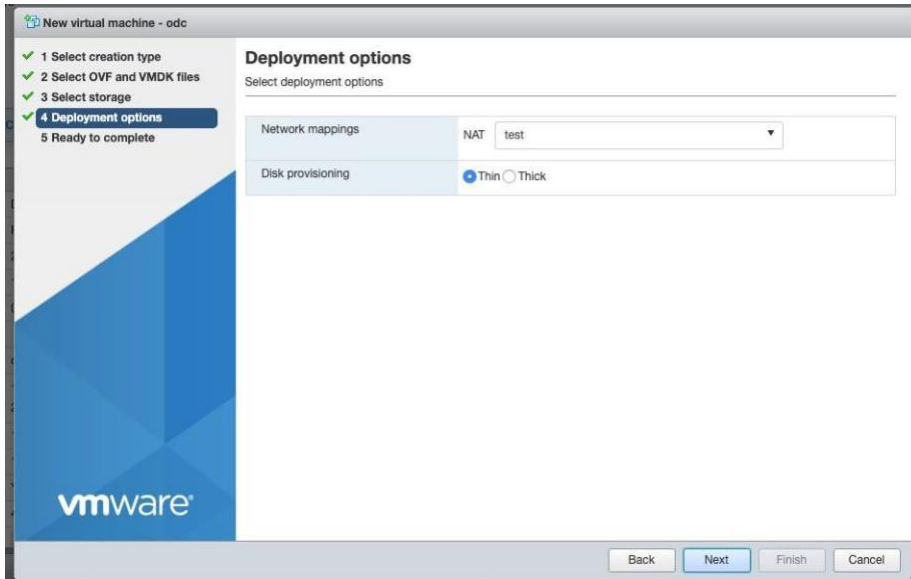 New virtual machine - odc
1 Select creation type
2 Select OVF and VMDK files
3 Select storage
4 Deployment options
5 Ready to complete
Deployment options
Select deployment options
Network mappings
NAT test
Disk provisioning
Thin Thick
vmware®
Back Next Finish Cancel